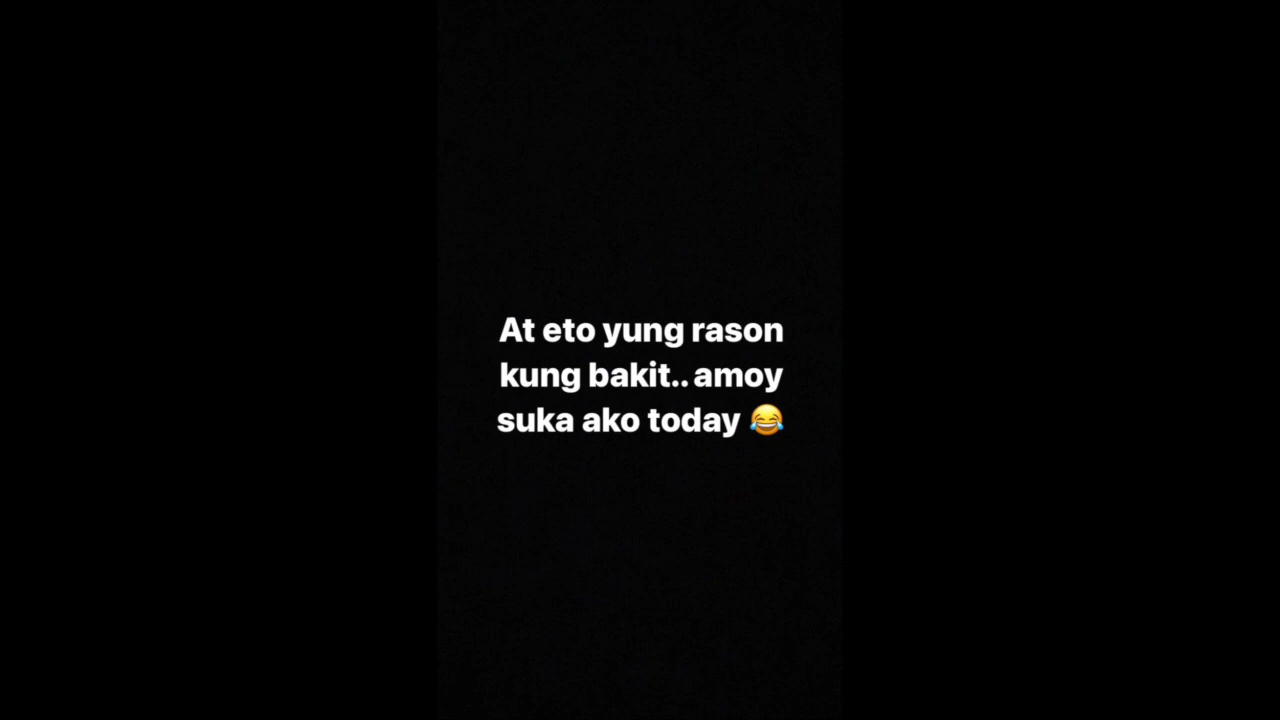 At eto yung rason
kung bakit.. amoy
suka ako today 😂